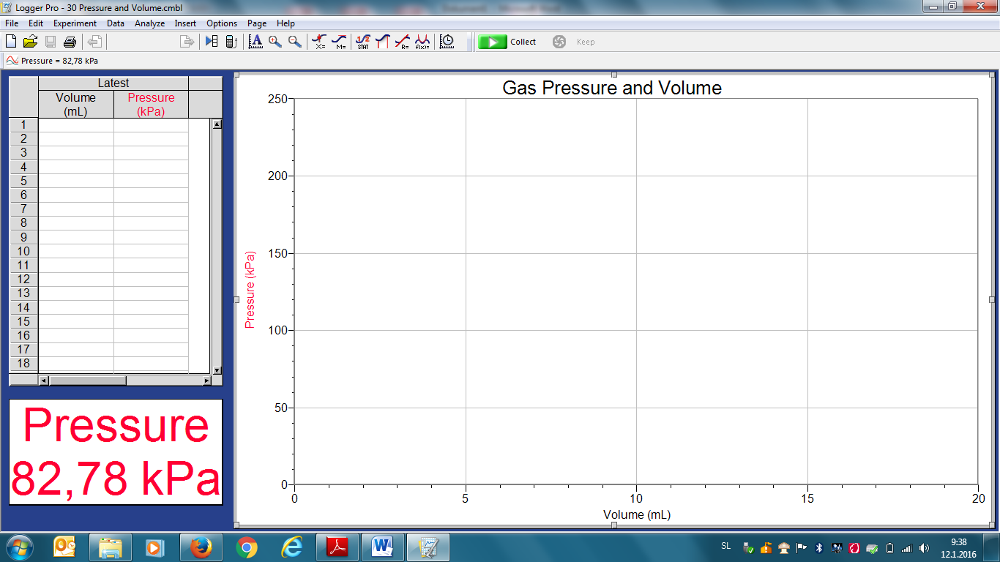 Logger Pro - 30 Pressure and Volume.cmbl
File Edit Experiment Data Analyze Insert Options Page Help
Collect Keep
Pressure = 82,78 kPa
Latest
Volume
(mL)
Pressure
(kPa)
1
2
3
4
5
6
7
8
9
10
11
12
13
14
15
16
17
18
Pressure
82,78 kPa
Gas Pressure and Volume
250
200
150
100
50
0
Pressure (kPa)
0 5 10 15 20
Volume (mL)
SL
9:38
12.1.2016